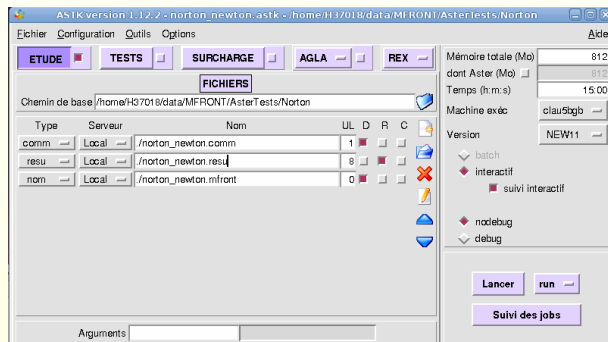 ASTK version 1.12.2 - norton_newton.astk - /home/H37018/data/MFRONT/AsterTests/Norton
Fichier Configuration Outils Options Aide
ETUDE TESTS SURCHARGE AGLA REX
FICHIERS
Chemin de base /home/H37018/data/MFRONT/AsterTests/Norton
Type Serveur Nom UL D R C
comm Local ./norton_newton.comm 1
resu Local ./norton_newton.resu 8
nom Local ./norton_newton.mfront 0
Arguments
Mémoire totale (Mo) 812
dont Aster (Mo) 812
Temps (h:m:s) 15:00
Machine exéc clau5bgb
Version NEW11
batch
interactif
suivi interactif
nodebug
debug
Lancer run
Suivi des jobs